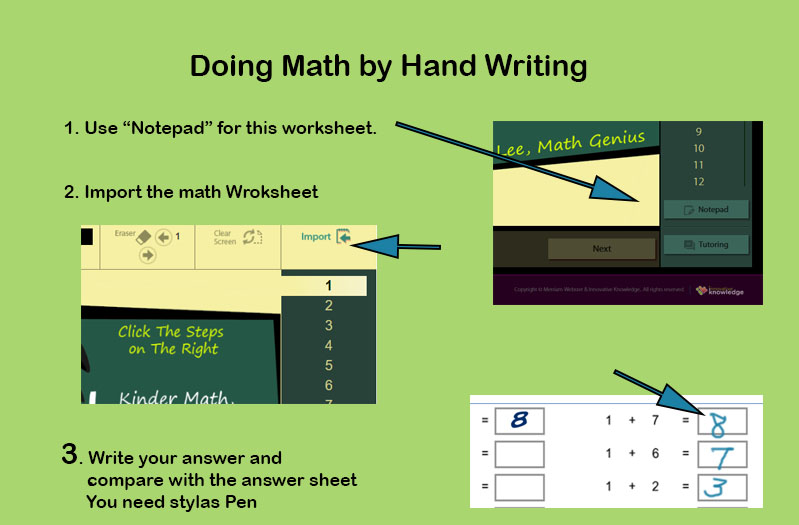 Doing Math by Hand Writing
1. Use “Notepad” for this worksheet.
Lee, Math Genius
9
10
11
12
Notepad
Next
Tutoring
Copyright © Merriam-Webster & Innovative Knowledge. All rights reserved
innovative
knowledge
2. Import the math Wroksheet
Eraser
1
Clear
Screen
Import
1
2
3
4
5
6
7
Click The Steps
on The Right
Kinder Math,
= 8 1 + 7 = 8
= 1 + 6 = 7
= 1 + 2 = 3
3. Write your answer and
compare with the answer sheet
You need stylas Pen